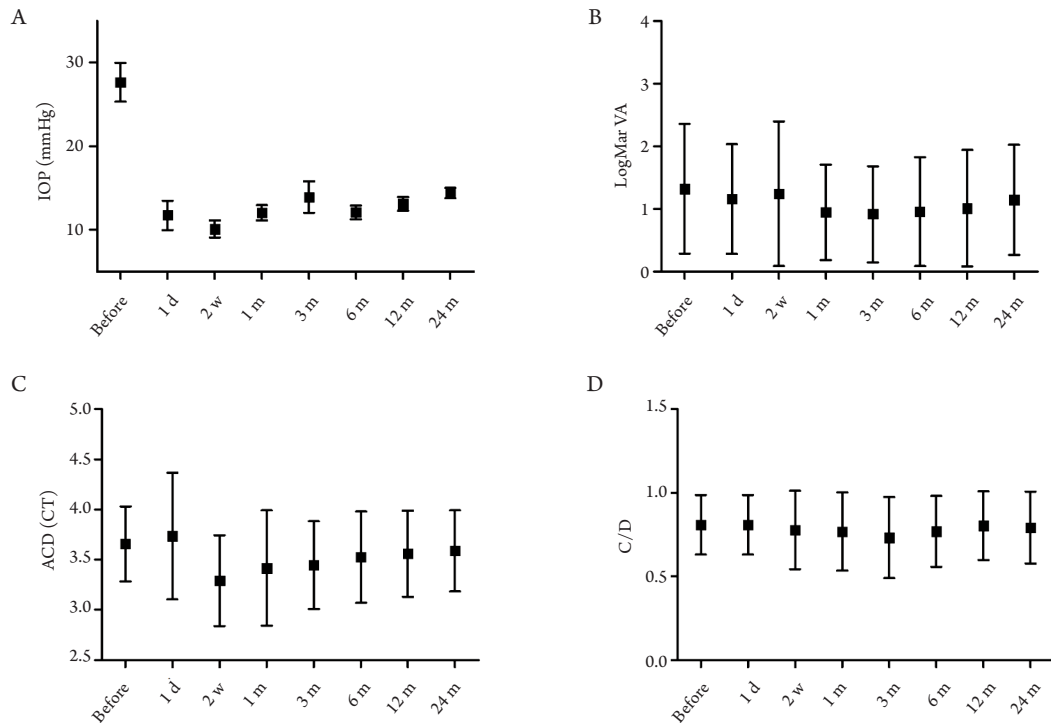 A
IOP (mmHg)
30
20
10
Before
1 d
2 w
1 m
3 m
6 m
12 m
24 m
B
LogMar VA
4
3
2
1
0
Before
1 d
2 w
1 m
3 m
6 m
12 m
24 m
C
ACD (CT)
5.0
4.5
4.0
3.5
3.0
2.5
Before
1 d
2 w
1 m
3 m
6 m
12 m
24 m
D
C/D
1.5
1.0
0.5
0.0
Before
1 d
2 w
1 m
3 m
6 m
12 m
24 m